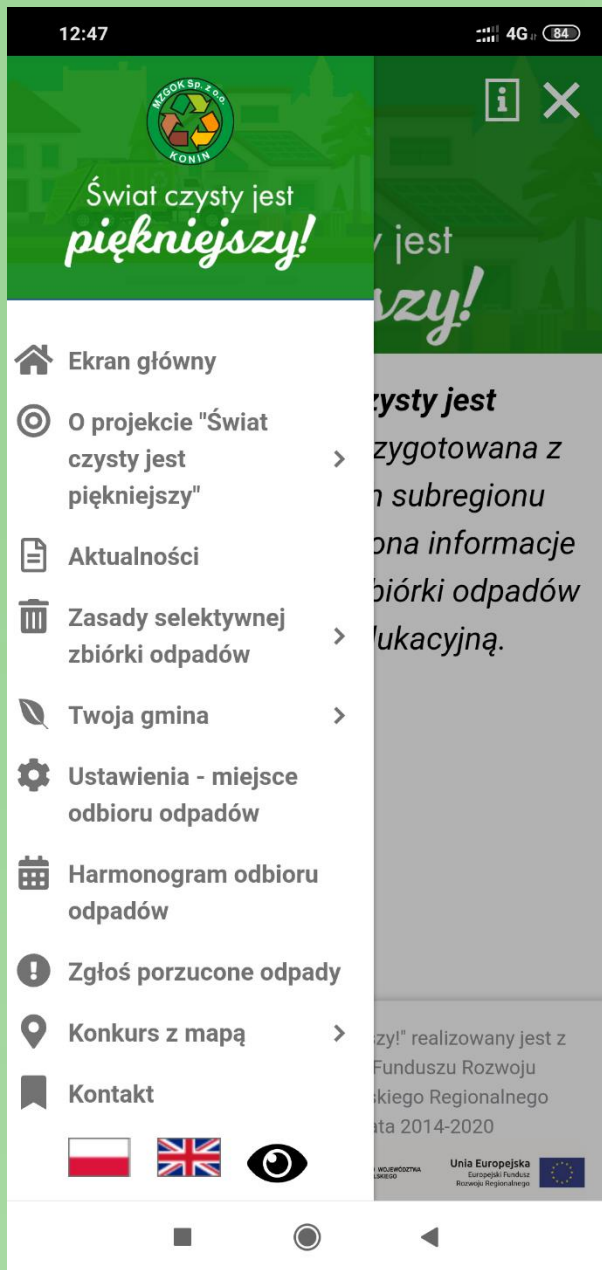 12:47
4G 84
MZGOK Sp. z o.o.
KONIN
Świat czysty jest
piękniejszy!
jest
szy!
Ekran główny
O projekcie "Świat
czysty jest
piękniejszy"
Aktualności
Zasady selektywnej
zbiórki odpadów
Twoja gmina
Ustawienia - miejsce
odbioru odpadów
Harmonogram odbioru
odpadów
Zgłoś porzucone odpady
Konkurs z mapą
Kontakt
zysty jest
zygotowana z
subregionu
ona informacje
biórki odpadów
lukacyjną.
zy!" realizowany jest z
Funduszu Rozwoju
skiego Regionalnego
ata 2014-2020
WOJEWÓDZTWA
Unia Europejska
Europejski Fundusz
Rozwoju Regionalnego